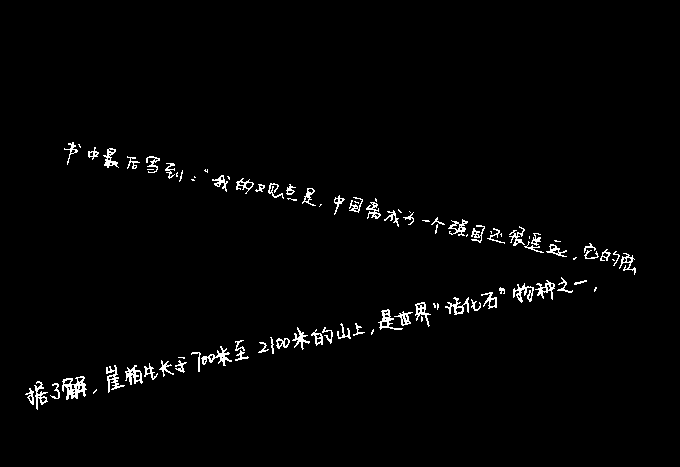 书中最后写到：“我的观点是，中国离成为一个强国还很遥远，它的胜
据了解，崖柏生长于700米至2100米的山上，是世界“活化石”物种之一，